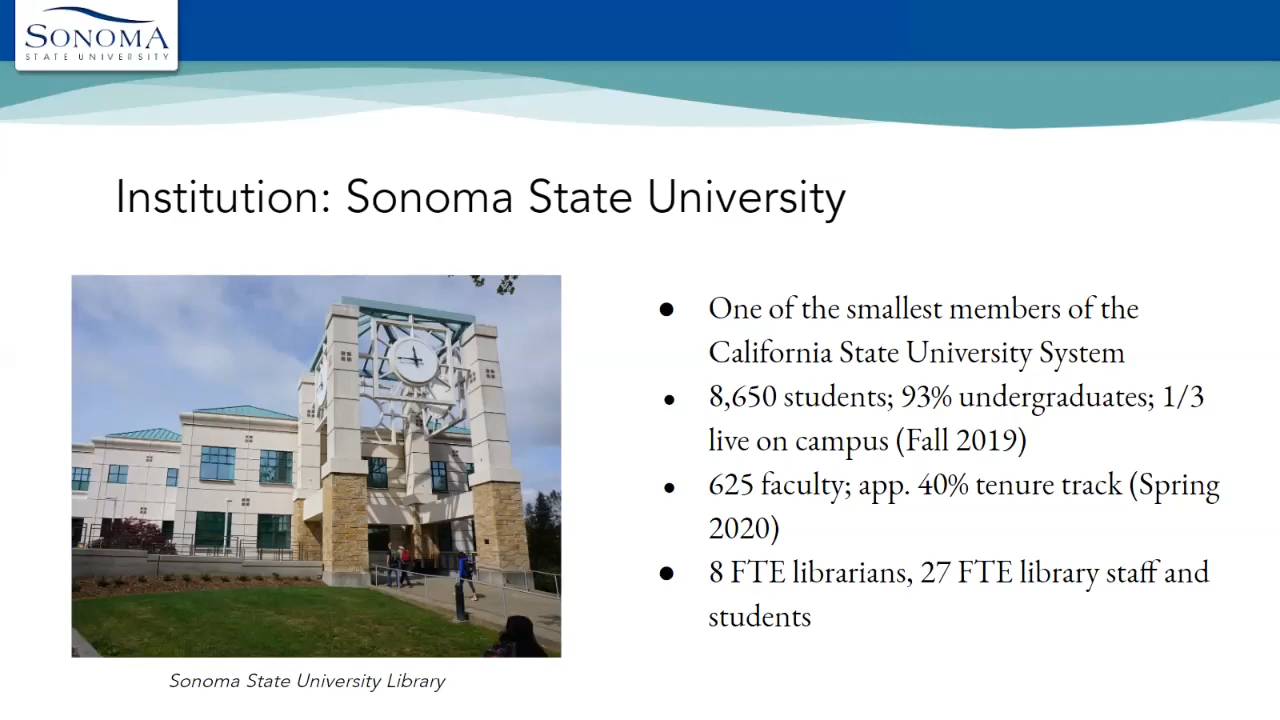 SONOMA
STATE UNIVERSITY
Institution: Sonoma State University
● One of the smallest members of the
California State University System
● 8,650 students; 93% undergraduates; 1/3
live on campus (Fall 2019)
● 625 faculty; app. 40% tenure track (Spring
2020)
● 8 FTE librarians, 27 FTE library staff and
students
Sonoma State University Library